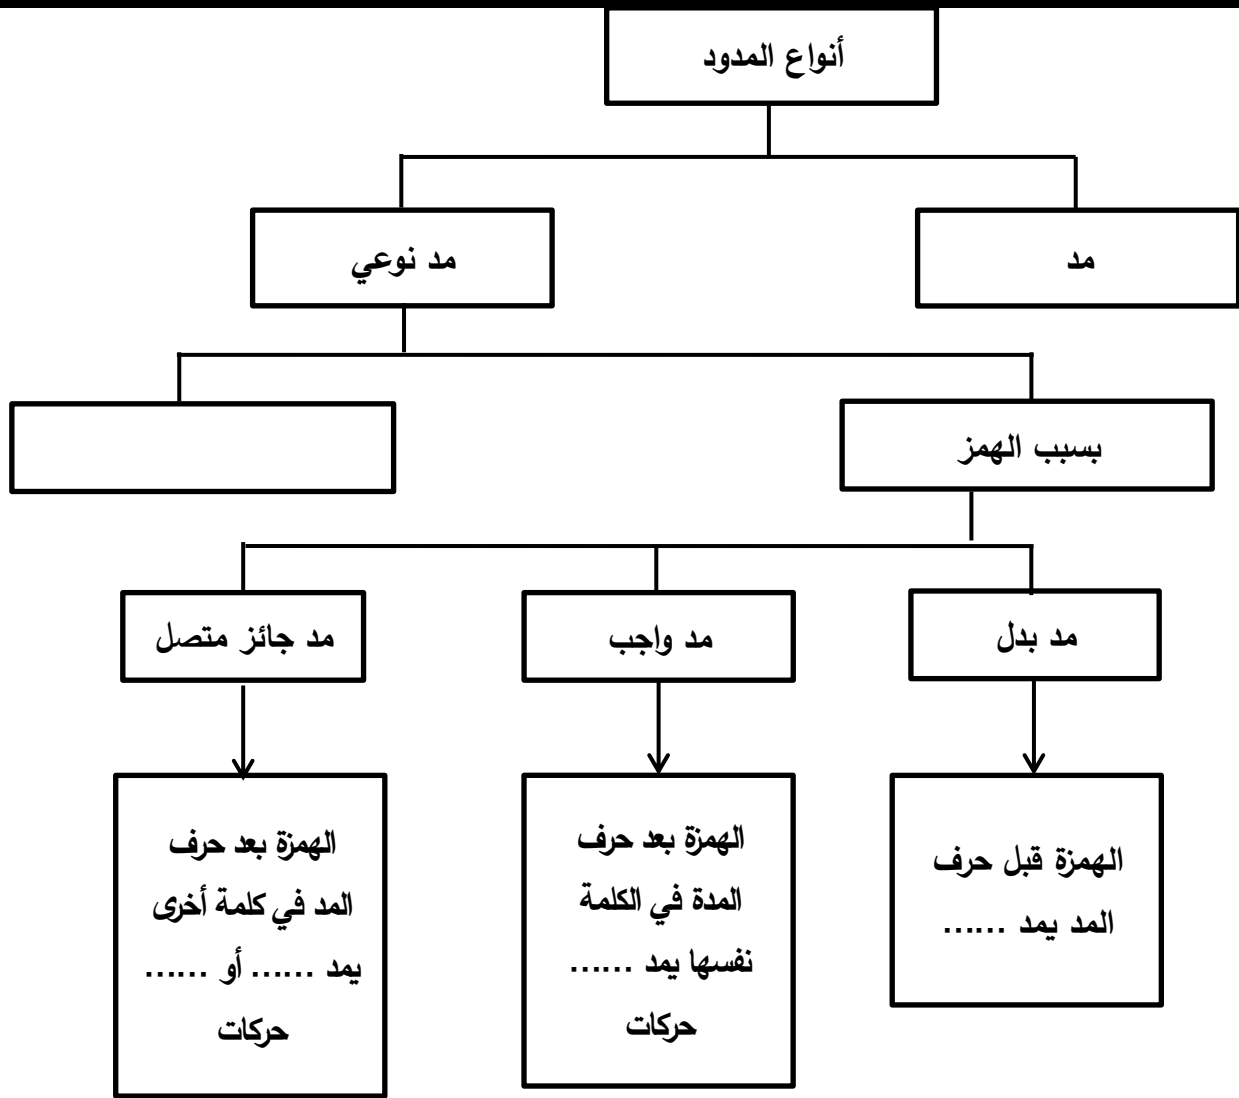 أنواع المدود
مد
مد نوعي
بسبب الهمز
مد بدل
مد واجب
مد جائز متصل
الهمزة قبل حرف
المد يمد ......
الهمزة بعد حرف
المدة في الكلمة
نفسها يمد ......
حركات
الهمزة بعد حرف
المد في كلمة أخرى
يمد ...... أو ......
حركات